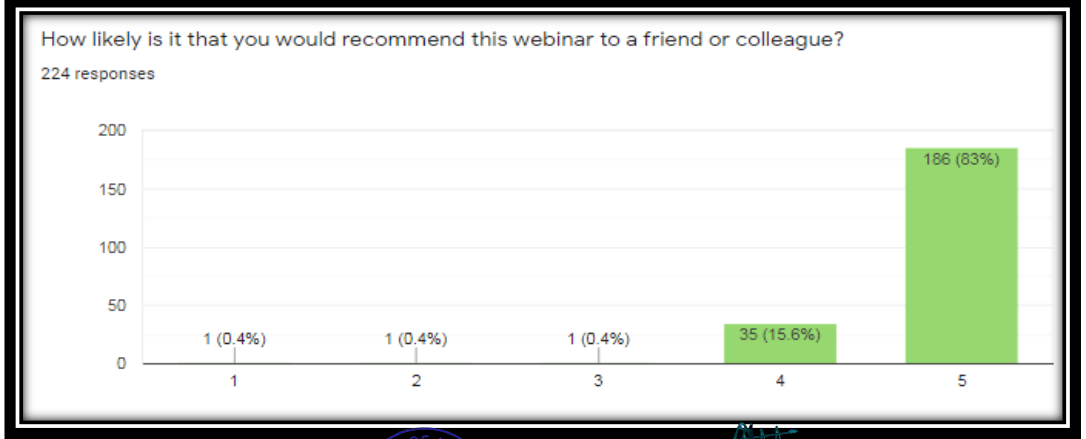 How likely is it that you would recommend this webinar to a friend or colleague?
224 responses
200
186 (83%)
150
100
50
1 (0.4%) 1 (0.4%) 1 (0.4%) 35 (15.6%)
0
1 2 3 4 5